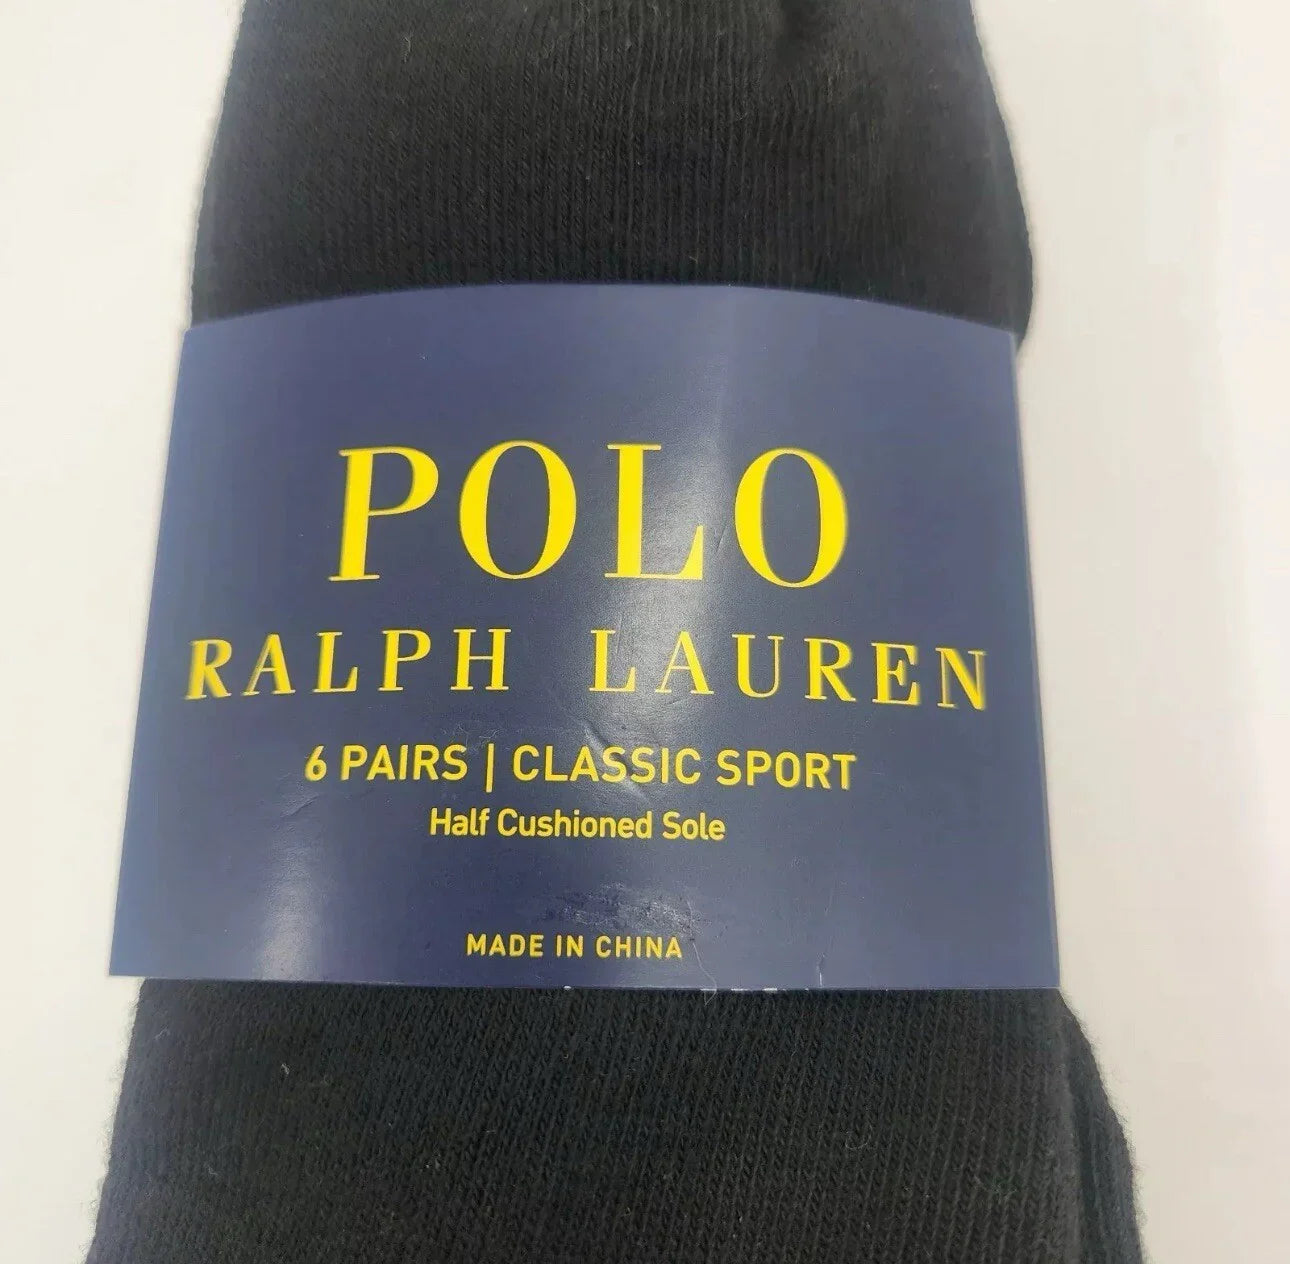 POLO
RALPH LAUREN
6 PAIRS | CLASSIC SPORT
Half Cushioned Sole
MADE IN CHINA